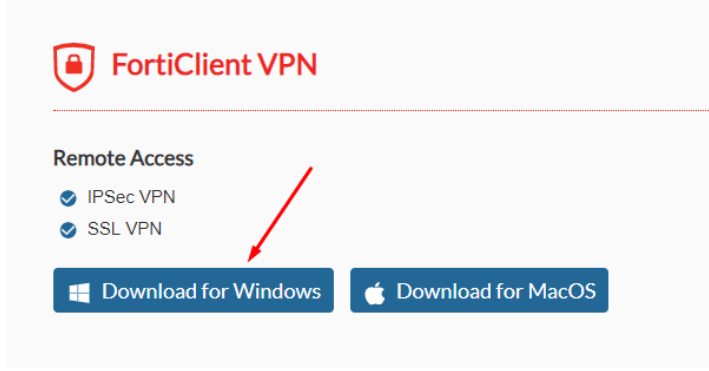 FortiClient VPN
Remote Access
IPSec VPN
SSL VPN
Download for Windows
Download for MacOS